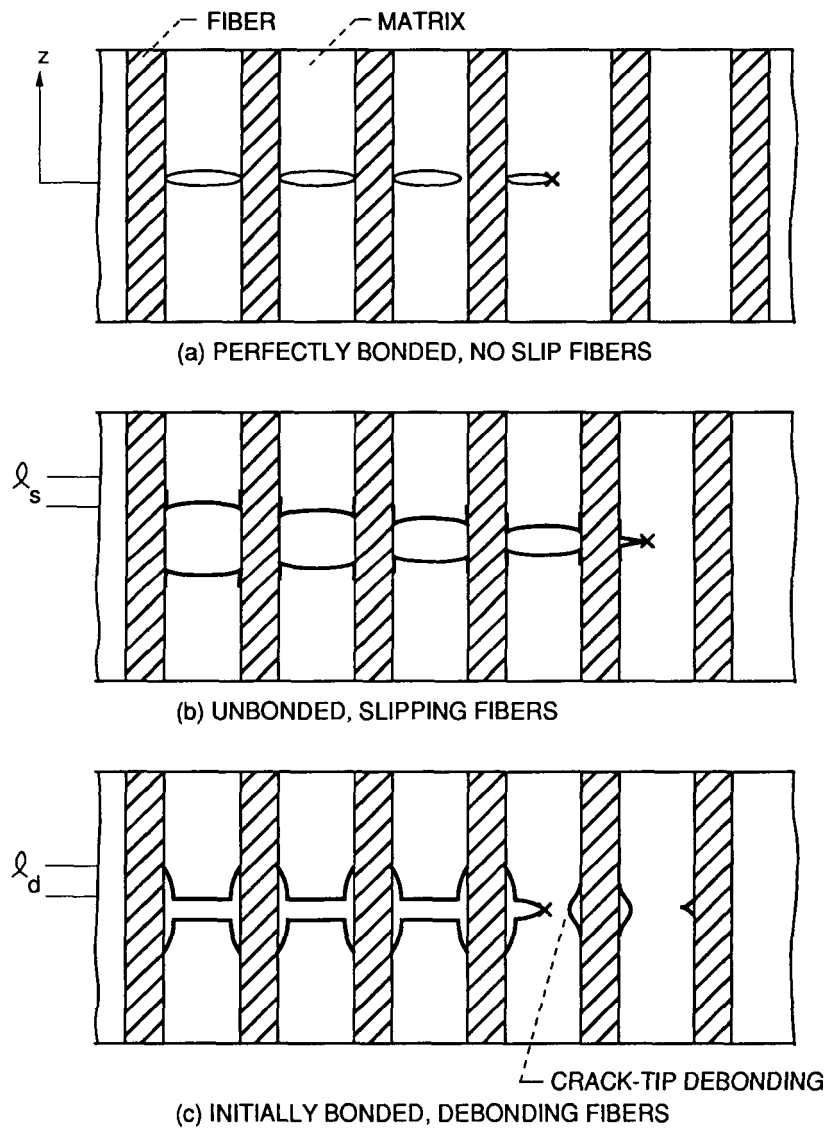 FIBER
MATRIX
z
(a) PERFECTLY BONDED, NO SLIP FIBERS
ℓs
(b) UNBONDED, SLIPPING FIBERS
ℓd
CRACK-TIP DEBONDING
(c) INITIALLY BONDED, DEBONDING FIBERS